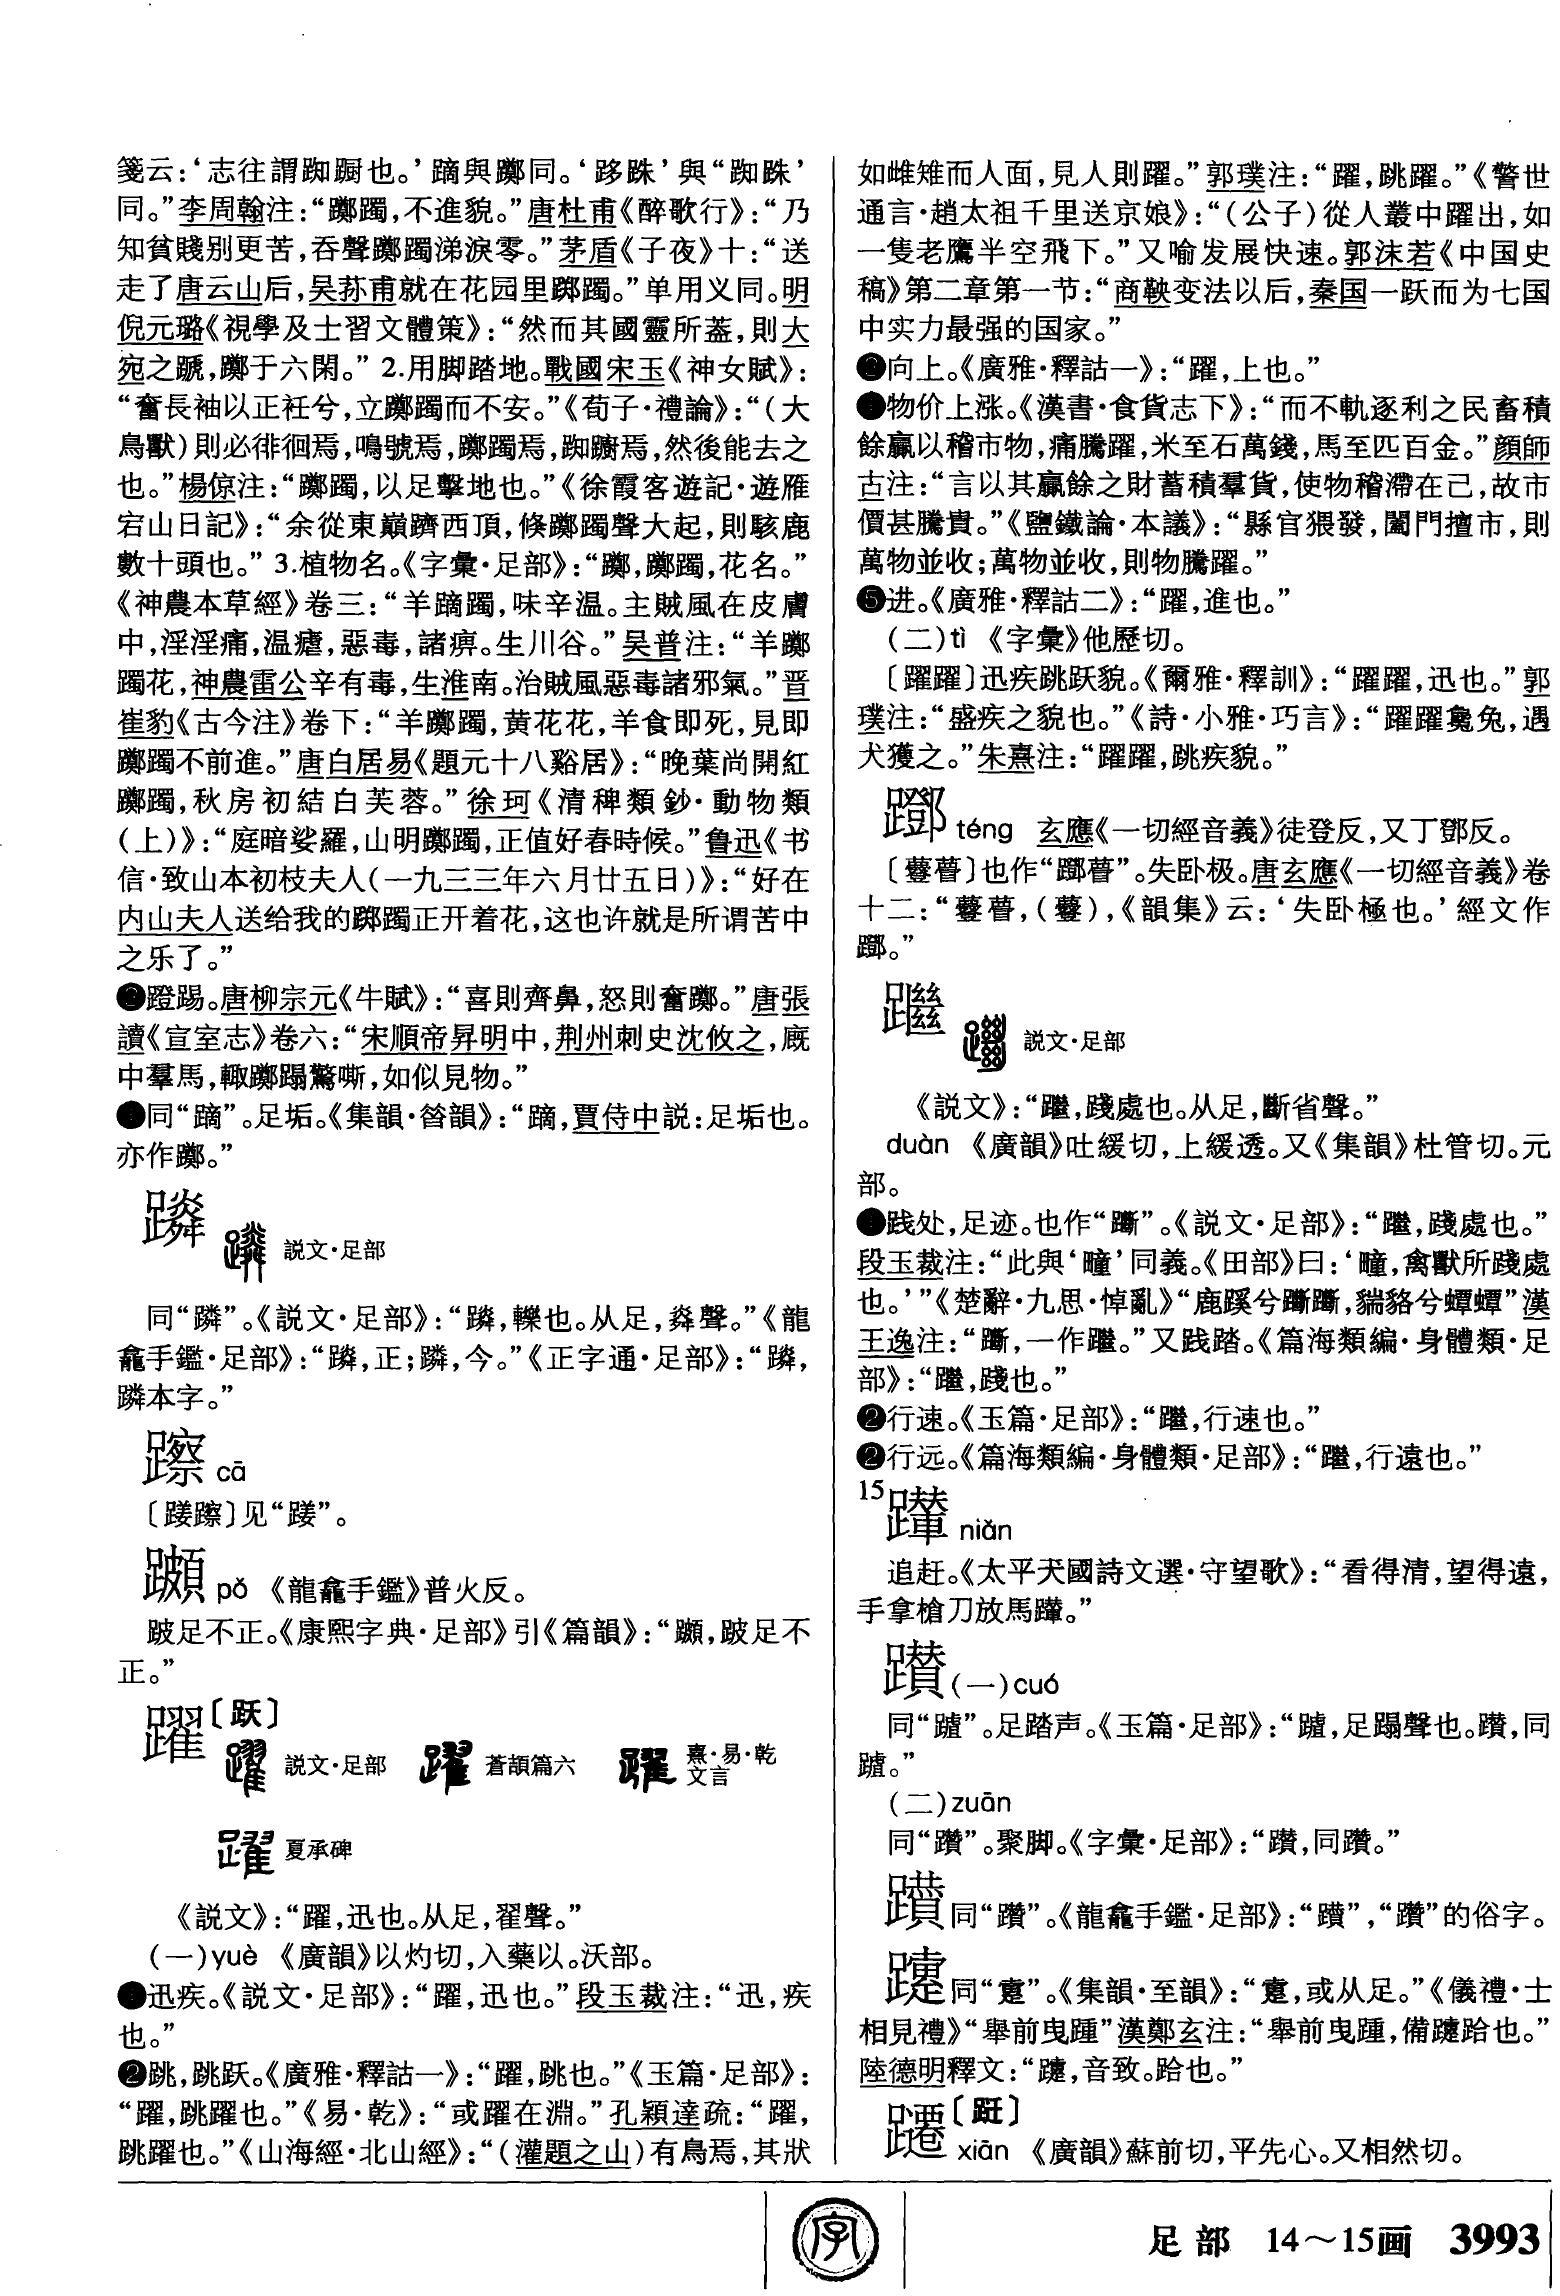 笺云:‘志往謂踟蹰也。’蹢與躑同。‘跢跦’與“踟跦’
同。”李周翰注:“躑躅,不進貌。”唐杜甫《醉歌行》:“乃
知貧賤别更苦,吞聲躑躅涕淚零。”茅盾《子夜》十:“送
走了唐云山后,吴荪甫就在花园里踯躅。”单用义同。明
倪元璐《視學及士習文體策》:“然而其國靈所蓋,則大
宛之蹏,躑于六閑。” 2.用脚踏地。戰國宋玉《神女賦》:
“奮長袖以正衽兮,立躑躅而不安。”《荀子·禮論》:“(大
鳥獸)則必徘徊焉,鳴號焉,躑躅焉,踟躕焉,然後能去之
也。”楊倞注:“躑躅,以足擊地也。”《徐霞客遊記·遊雁
宕山日記》:“余從東巔躋西頂,倏躑躅聲大起,則駭鹿
數十頭也。” 3.植物名。《字彙·足部》:“躑,躑躅,花名。”
《神農本草經》卷三:“羊蹢躅,味辛温。主賊風在皮膚
中,淫淫痛,温瘧,惡毒,諸痹。生川谷。”吴普注:“羊躑
躅花,神農雷公辛有毒,生淮南。治賊風惡毒諸邪氣。”晋
崔豹《古今注》卷下:“羊躑躅,黄花花,羊食即死,見即
躑躅不前進。”唐白居易《題元十八谿居》:“晚葉尚開紅
躑躅,秋房初結白芙蓉。”徐珂《清稗類鈔·動物類
(上)》:“庭暗娑羅,山明躑躅,正值好春時候。”鲁迅《书
信·致山本初枝夫人(一九三三年六月廿五日)》:“好在
内山夫人送给我的踯躅正开着花,这也许就是所谓苦中
之乐了。”
❷蹬踢。唐柳宗元《牛賦》:“喜則齊鼻,怒則奮躑。”唐張
讀《宣室志》卷六:“宋順帝昇明中,荆州刺史沈攸之,厩
中羣馬,輒躑蹋驚嘶,如似見物。”
❸同“蹢”。足垢。《集韻·昝韻》:“蹢,賈侍中説:足垢也。
亦作躑。”
説文·足部
同“蹸”。《説文·足部》:“䠲,轢也。从足,粦聲。”《龍
龕手鑑·足部》:“䠲,正;蹸,今。”《正字通·足部》:“䠲,
蹸本字。”
䟃 cā
〔蹉䟃〕见“蹉”。
pǒ 《龍龕手鑑》普火反。
跛足不正。《康熙字典·足部》引《篇韻》:“,跛足不
正。”
躍〔跃〕
説文·足部 蒼頡篇六 熹·易·乾文言
夏承碑
《説文》:“躍,迅也。从足,翟聲。”
(一)yuè 《廣韻》以灼切,入藥以。沃部。
❶迅疾。《説文·足部》:“躍,迅也。”段玉裁注:“迅,疾
也。”
❷跳,跳跃。《廣雅·釋詁一》:“躍,跳也。”《玉篇·足部》:
“躍,跳躍也。”《易·乾》:“或躍在淵。”孔穎達疏:“躍,
跳躍也。”《山海經·北山經》:“(灌題之山)有鳥焉,其狀
如雌雉而人面,見人則躍。”郭璞注:“躍,跳躍。”《警世
通言·趙太祖千里送京娘》:“(公子)從人叢中躍出,如
一隻老鷹半空飛下。”又喻发展快速。郭沫若《中国史
稿》第二章第一节:“商鞅变法以后,秦国一跃而为七国
中实力最强的国家。”
❸向上。《廣雅·釋詁一》:“躍,上也。”
❹物价上涨。《漢書·食貨志下》:“而不軌逐利之民畜積
餘赢以稽市物,痛騰躍,米至石萬錢,馬至匹百金。”顔師
古注:“言以其赢餘之財蓄積羣貨,使物稽滯在己,故市
價甚騰貴。”《鹽鐵論·本議》:“縣官猥發,闔門擅市,則
萬物並收;萬物並收,則物騰躍。”
❺进。《廣雅·釋詁二》:“躍,進也。”
(二)tì 《字彙》他歷切。
〔躍躍〕迅疾跳跃貌。《爾雅·釋訓》:“躍躍,迅也。”郭
璞注:“盛疾之貌也。”《詩·小雅·巧言》:“躍躍毚兔,遇
犬獲之。”朱熹注:“躍躍,跳疾貌。”
téng 玄應《一切經音義》徒登反,又丁鄧反。
也作“”。失卧极。唐玄應《一切經音義》卷
十二:“,《韻集》云:‘失卧極也。’經文作
説文·足部
《説文》:“躖,踐處也。从足,斷省聲。”
duàn 《廣韻》吐緩切,上緩透。又《集韻》杜管切。元
部。
❶践处,足迹。也作“躖”。《説文·足部》:“,踐處也。”
段玉裁注:“此與‘疃’同義。《田部》曰:‘疃,禽獸所踐處
也。’”《楚辭·九思·悼亂》“鹿蹊兮躖躖,貒貉兮蟫蟫”漢
王逸注:“躖,一作。”又践踏。《篇海類編·身體類·足
部》:“,踐也。”
❷行速。《玉篇·足部》:“,行速也。”
❷行远。《篇海類編·身體類·足部》:“,行遠也。”
15
niǎn
追赶。《太平天國詩文選·守望歌》:“看得清,望得遠,
手拿槍刀放馬。”
躦(一)cuó
同“䠡”。足踏声。《玉篇·足部》:“,足蹋聲也。,同
(二)zuān
同“躦”。聚脚。《字彙·足部》:“,同躦。”
同“躦”。《龍龕手鑑·足部》:“”,“躦”的俗字。
躓同“疐”。《集韻·至韻》:“疐,或从足。”《儀禮·士
相見禮》“舉前曳踵”漢鄭玄注:“舉前曳踵,備跲也。”
陸德明釋文:“,音致。跲也。”
躚〔跹〕
xiān 《廣韻》蘇前切,平先心。又相然切。
字
足部 14～15画 3993